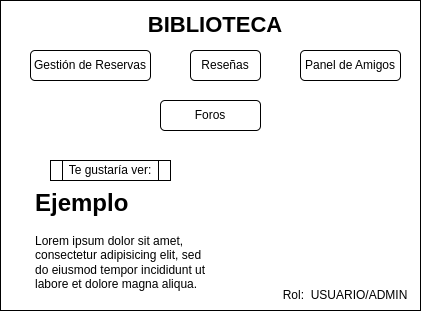 BIBLIOTECA
Gestión de Reservas
Reseñas
Panel de Amigos
Foros
Te gustaría ver:
Ejemplo
Lorem ipsum dolor sit amet,
consectetur adipisicing elit, sed
do eiusmod tempor incididunt ut
labore et dolore magna aliqua.
Rol:  USUARIO/ADMIN